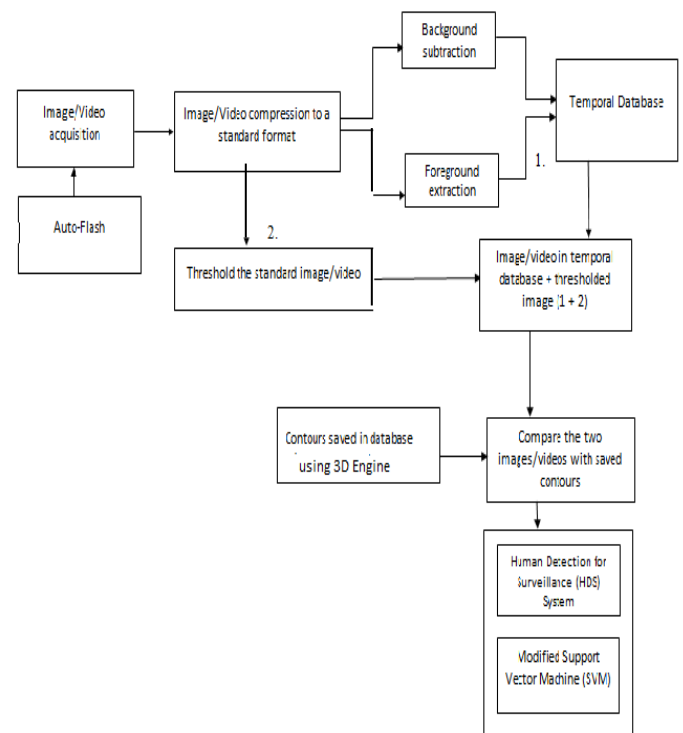 Background
subtraction
Image/Video
acquisition
Image/Video compression to a
standard format
Temporal Database
Foreground
extraction
1.
Auto-Flash
2.
Threshold the standard image/video
Image/video in temporal
database + thresholded
image (1 + 2)
Contours saved in database
using 3D Engine
Compare the two
images/videos with saved
contours
Human Detection for
Surveillance (HDS)
System
Modified Support
Vector Machine (SVM)